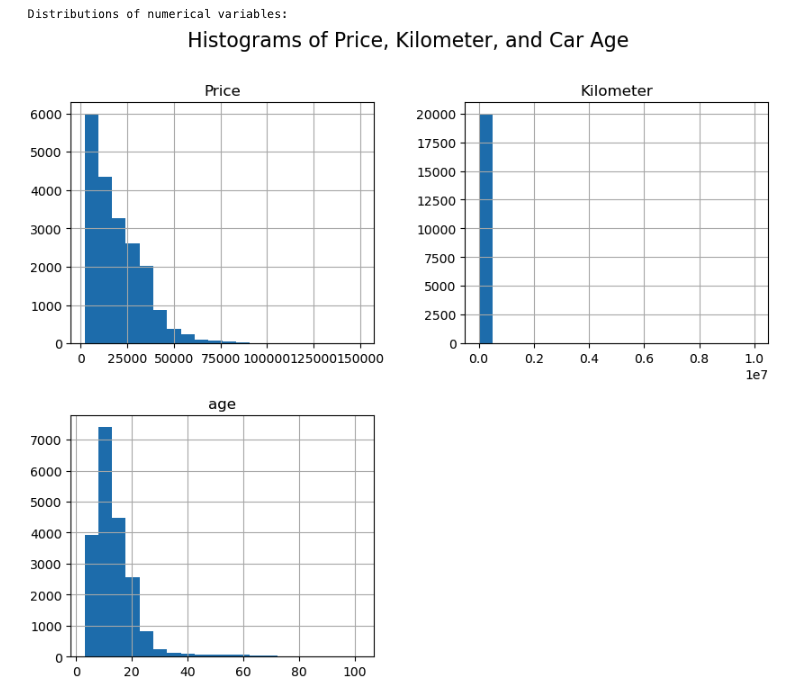 Distributions of numerical variables:
Histograms of Price, Kilometer, and Car Age
Price
6000
5000
4000
3000
2000
1000
0
0 25000 50000 75000 100000 125000 150000
Kilometer
20000
17500
15000
12500
10000
7500
5000
2500
0
0.0 0.2 0.4 0.6 0.8 1.0
1e7
age
7000
6000
5000
4000
3000
2000
1000
0
0 20 40 60 80 100